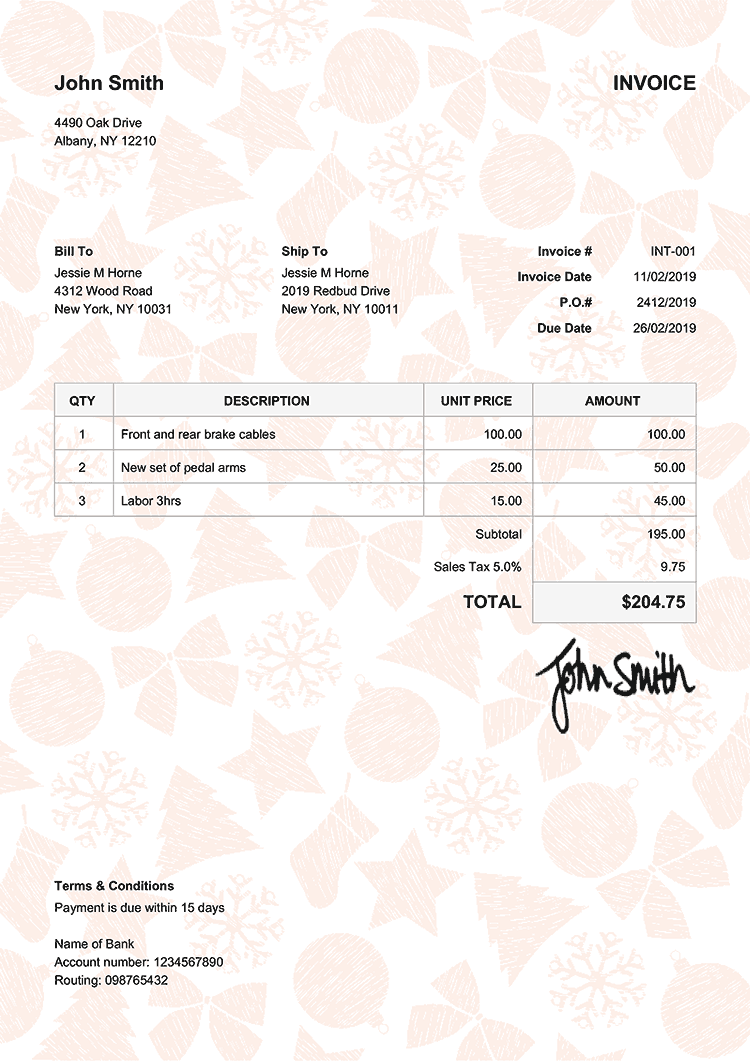 John Smith
INVOICE
4490 Oak Drive
Albany, NY 12210
Bill To
Jessie M Horne
4312 Wood Road
New York, NY 10031
Ship To
Jessie M Horne
2019 Redbud Drive
New York, NY 10011
Invoice # INT-001
Invoice Date 11/02/2019
P.O.# 2412/2019
Due Date 26/02/2019
QTY DESCRIPTION UNIT PRICE AMOUNT
1 Front and rear brake cables 100.00 100.00
2 New set of pedal arms 25.00 50.00
3 Labor 3hrs 15.00 45.00
Subtotal 195.00
Sales Tax 5.0% 9.75
TOTAL $204.75
John Smith
Terms & Conditions
Payment is due within 15 days
Name of Bank
Account number: 1234567890
Routing: 098765432